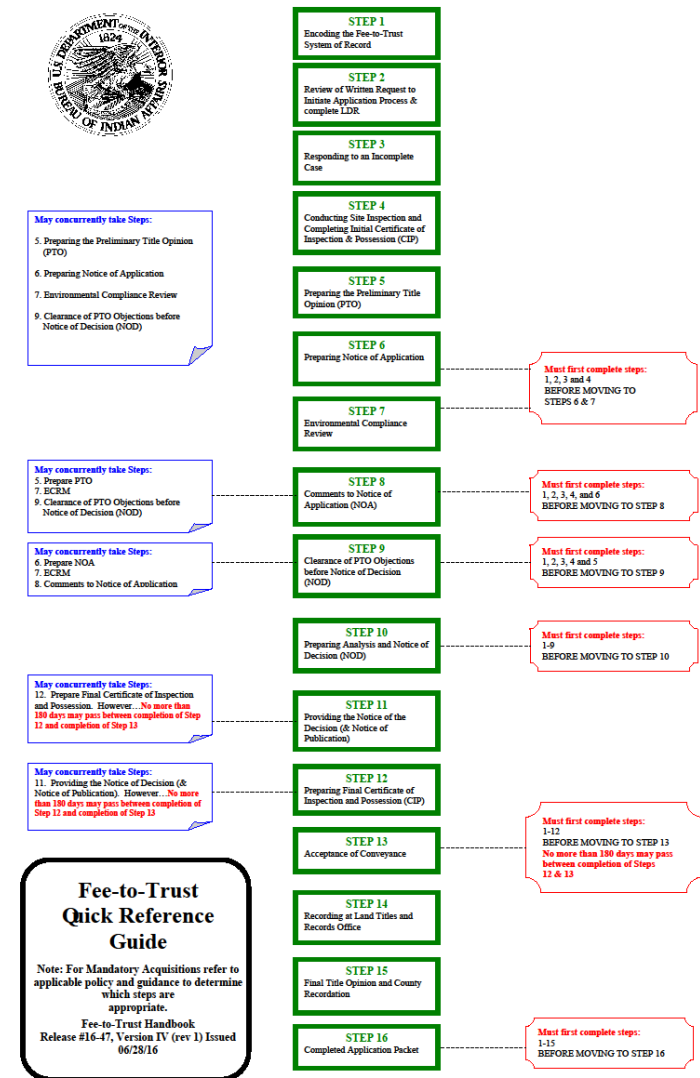 U.S. DEPARTMENT OF THE INTERIOR
1824
BUREAU OF INDIAN AFFAIRS
STEP 1
Encoding the Fee-to-Trust
System of Record
STEP 2
Review of Written Request to
Initiate Application Process &
complete LDR
STEP 3
Responding to an Incomplete
Case
STEP 4
Conducting Site Inspection and
Completing Initial Certificate of
Inspection & Possession (CIP)
May concurrently take Steps:
5. Preparing the Preliminary Title Opinion
(PTO)
6. Preparing Notice of Application
7. Environmental Compliance Review
9. Clearance of PTO Objections before
Notice of Decision (NOD)
STEP 5
Preparing the Preliminary Title
Opinion (PTO)
STEP 6
Preparing Notice of Application
Must first complete steps:
1, 2, 3 and 4
BEFORE MOVING TO
STEPS 6 & 7
STEP 7
Environmental Compliance
Review
May concurrently take Steps:
5. Prepare PTO
7. ECRM
9. Clearance of PTO Objections before
Notice of Decision (NOD)
STEP 8
Comments to Notice of
Application (NOA)
Must first complete steps:
1, 2, 3, 4, and 6
BEFORE MOVING TO STEP 8
May concurrently take Steps:
6. Prepare NOA
7. ECRM
8. Comments to Notice of Application
STEP 9
Clearance of PTO Objections
before Notice of Decision
(NOD)
Must first complete steps:
1, 2, 3, 4 and 5
BEFORE MOVING TO STEP 9
STEP 10
Preparing Analysis and Notice of
Decision (NOD)
Must first complete steps:
1-9
BEFORE MOVING TO STEP 10
May concurrently take Steps:
12. Prepare Final Certificate of Inspection
and Possession. However…No more than
180 days may pass between completion of Step
12 and completion of Step 13
STEP 11
Providing the Notice of the
Decision (& Notice of
Publication)
May concurrently take Steps:
11. Providing the Notice of Decision (&
Notice of Publication). However…No more
than 180 days may pass between completion of
Step 12 and completion of Step 13
STEP 12
Preparing Final Certificate of
Inspection and Possession (CIP)
STEP 13
Acceptance of Conveyance
Must first complete steps:
1-12
BEFORE MOVING TO STEP 13
No more than 180 days may pass
between completion of Steps
12 & 13
STEP 14
Recording at Land Titles and
Records Office
STEP 15
Final Title Opinion and County
Recordation
STEP 16
Completed Application Packet
Must first complete steps:
1-15
BEFORE MOVING TO STEP 16
Fee-to-Trust
Quick Reference
Guide
Note: For Mandatory Acquisitions refer to
applicable policy and guidance to determine
which steps are
appropriate.
Fee-to-Trust Handbook
Release #16-47, Version IV (rev 1) Issued
06/28/16